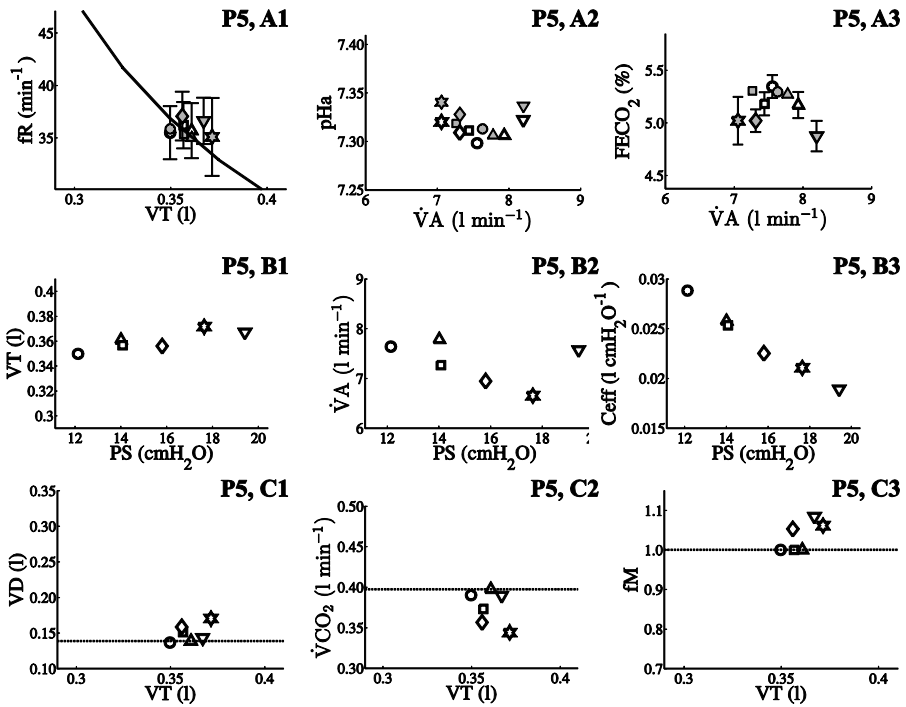 P5, A1
45
40
35
fR (min⁻¹)
0.3
0.35
0.4
VT (l)
P5, A2
7.40
7.35
7.30
7.25
pHa
6
7
8
9
V̇A (l min⁻¹)
P5, A3
5.5
5.0
4.5
FECO₂ (%)
6
7
8
9
V̇A (l min⁻¹)
P5, B1
0.4
0.38
0.36
0.34
0.32
0.3
VT (l)
12
14
16
18
20
PS (cmH₂O)
P5, B2
9
8
7
6
V̇A (l min⁻¹)
12
14
16
18
PS (cmH₂O)
P5, B3
0.03
0.025
0.02
0.015
Ceff (l cmH₂O⁻¹)
12
14
16
18
20
PS (cmH₂O)
P5, C1
0.35
0.30
0.25
0.20
0.15
0.10
VD (l)
0.3
0.35
0.4
VT (l)
P5, C2
0.50
0.45
0.40
0.35
0.30
V̇CO₂ (l min⁻¹)
0.3
0.35
0.4
VT (l)
P5, C3
1.1
1.0
0.9
0.8
0.7
fM
0.3
0.35
0.4
VT (l)